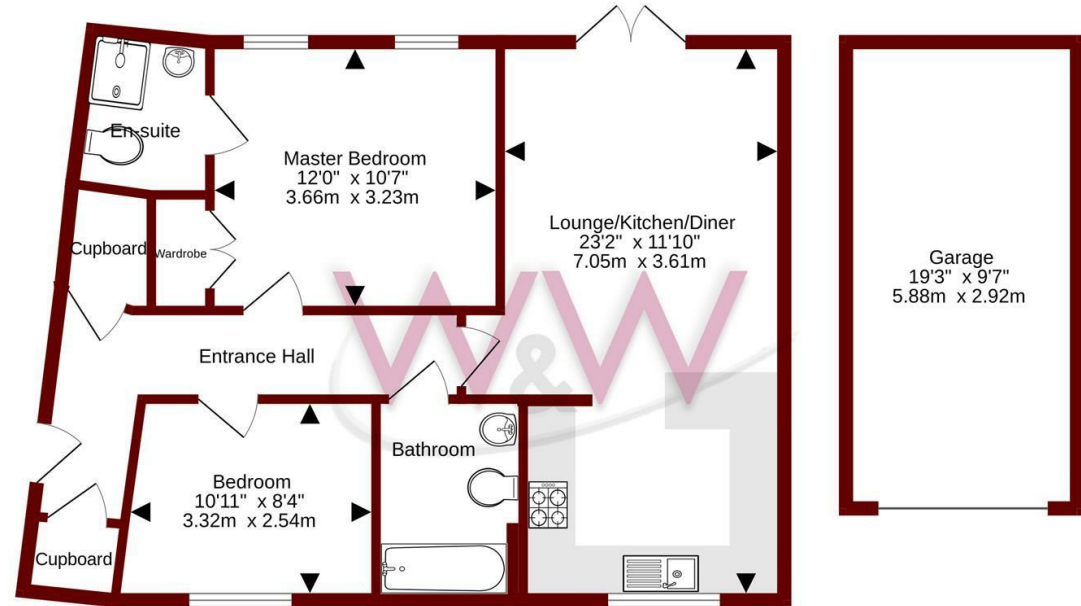 En-suite
Master Bedroom
12'0" x 10'7"
3.66m x 3.23m
Cupboard
Wardrobe
Lounge/Kitchen/Diner
23'2" x 11'10"
7.05m x 3.61m
Garage
19'3" x 9'7"
5.88m x 2.92m
Entrance Hall
W&W
Bathroom
Bedroom
10'11" x 8'4"
3.32m x 2.54m
Cupboard